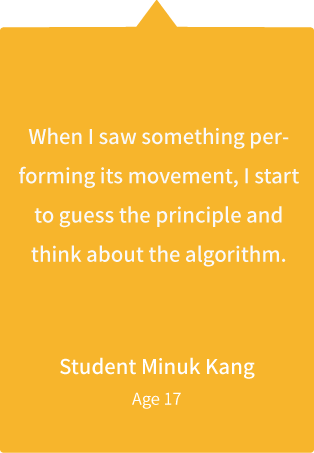 When I saw something per-
forming its movement, I start
to guess the principle and
think about the algorithm.
Student Minuk Kang
Age 17